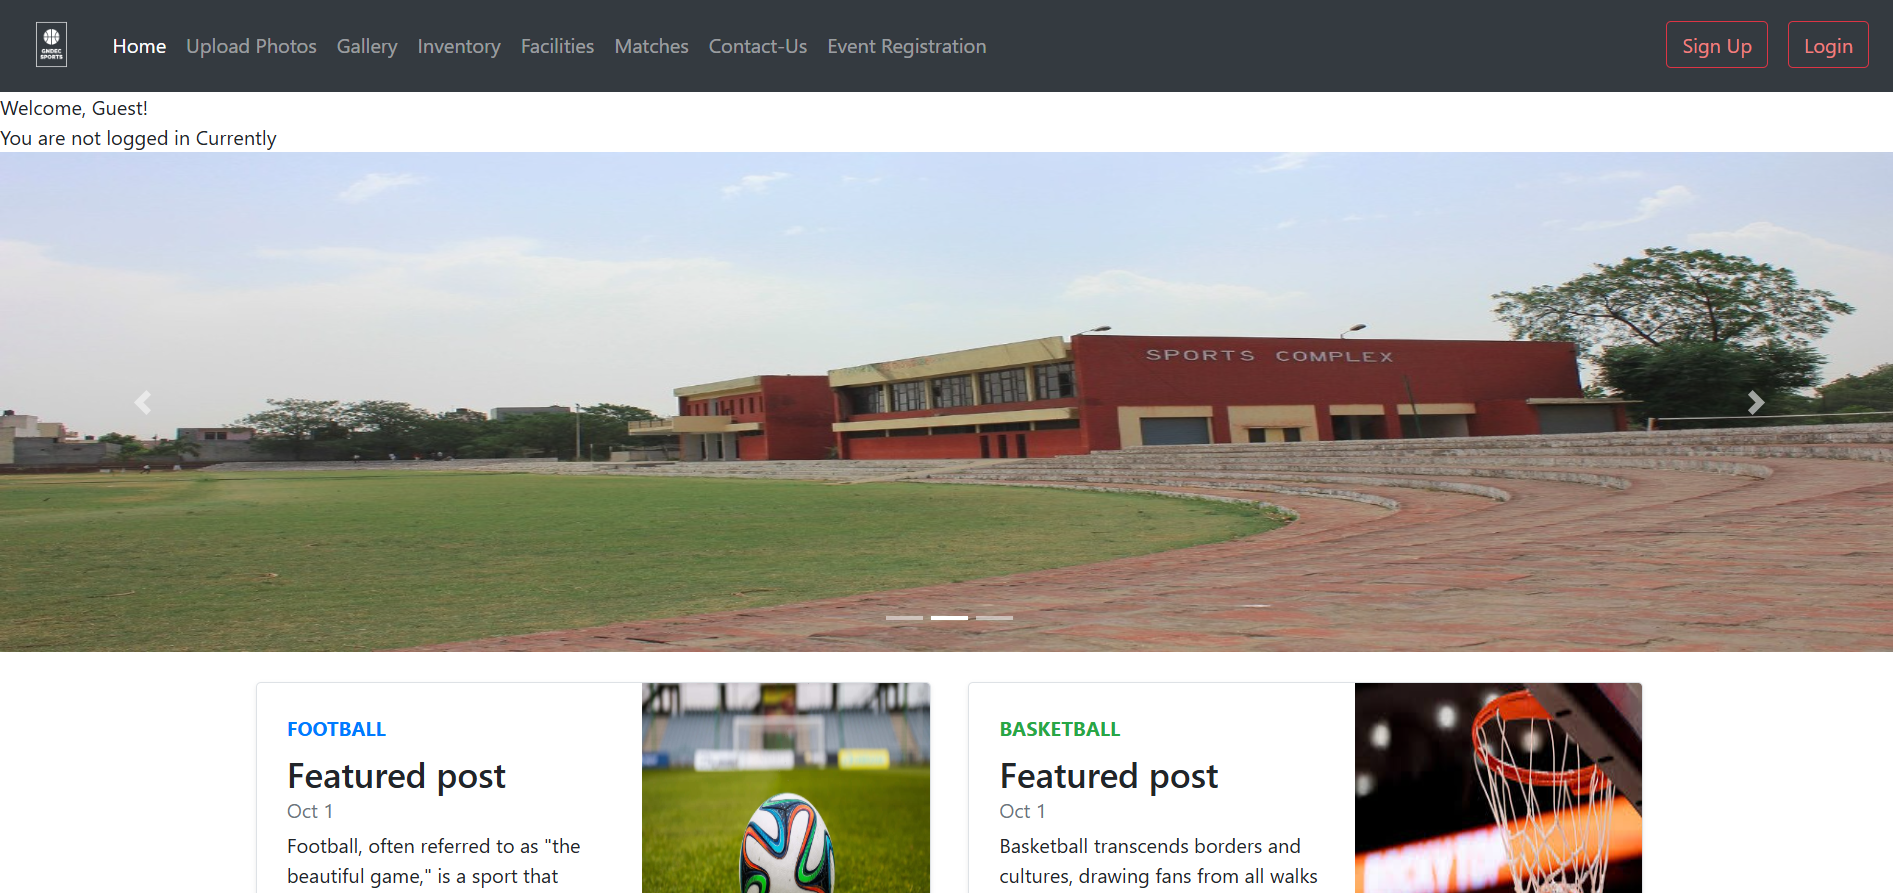 GNDEC
SPORTS
Home Upload Photos Gallery Inventory Facilities Matches Contact-Us Event Registration Sign Up Login
Welcome, Guest!
You are not logged in Currently
SPORTS COMPLEX
FOOTBALL
Featured post
Oct 1
Football, often referred to as "the
beautiful game," is a sport that
BASKETBALL
Featured post
Oct 1
Basketball transcends borders and
cultures, drawing fans from all walks